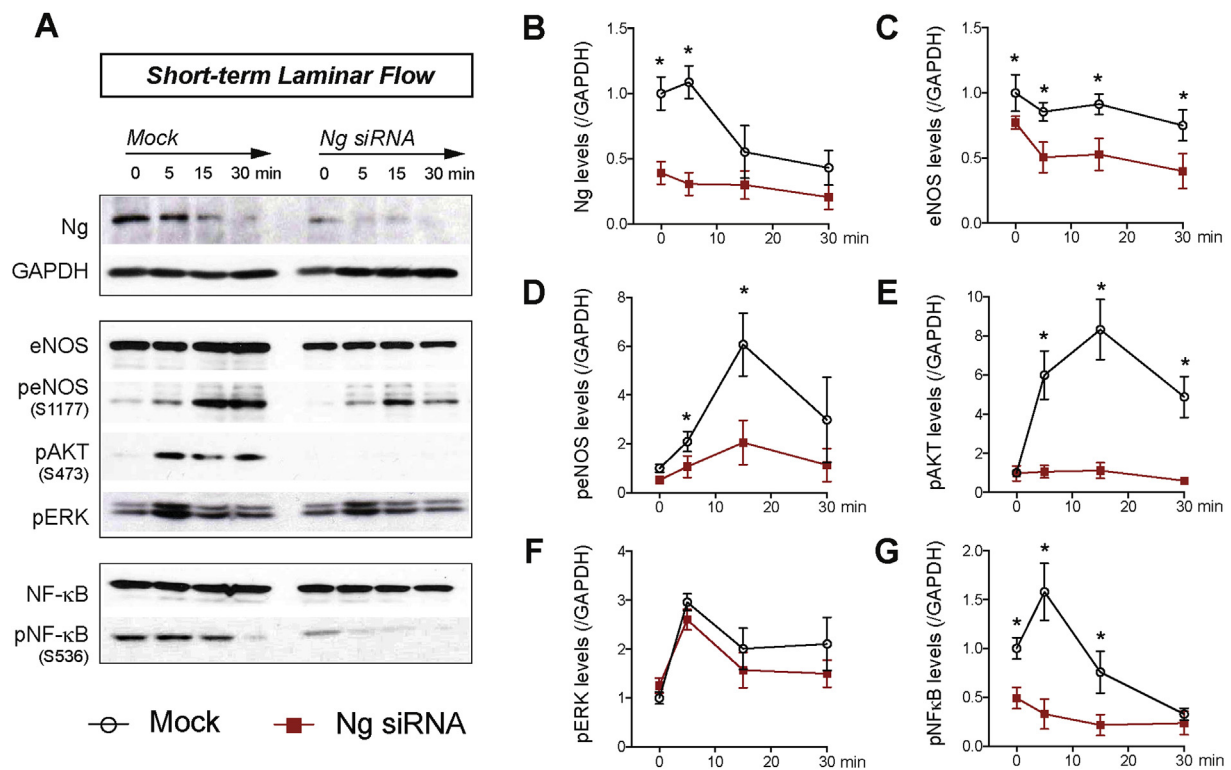 A
Short-term Laminar Flow
Mock
Ng siRNA
0 5 15 30 min
0 5 15 30 min
Ng
GAPDH
eNOS
peNOS
(S1177)
pAKT
(S473)
pERK
NF-κB
pNF-κB
(S536)
Mock
Ng siRNA
B
Ng levels (/GAPDH)
1.5
1.0
0.5
0.0
*
*
0 10 20 30 min
C
eNOS levels (/GAPDH)
1.5
1.0
0.5
0.0
*
*
*
*
0 10 20 30 min
D
peNOS levels (/GAPDH)
8
6
4
2
0
*
*
0 10 20 30 min
E
pAKT levels (/GAPDH)
10
8
6
4
2
0
*
*
*
0 10 20 30 min
F
pERK levels (/GAPDH)
4
3
2
1
0
0 10 20 30 min
G
pNFκB levels (/GAPDH)
2.0
1.5
1.0
0.5
0.0
*
*
*
0 10 20 30 min